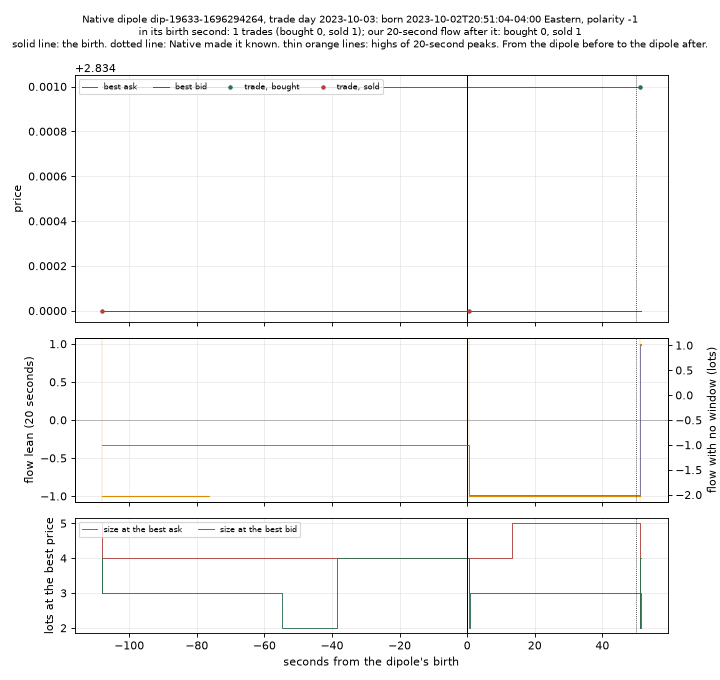 Native dipole dip-19633-1696294264, trade day 2023-10-03: born 2023-10-02T20:51:04-04:00 Eastern, polarity -1
in its birth second: 1 trades (bought 0, sold 1); our 20-second flow after it: bought 0, sold 1
solid line: the birth. dotted line: Native made it known. thin orange lines: highs of 20-second peaks. From the dipole before to the dipole after.
+2.834
best ask best bid trade, bought trade, sold
0.0010
0.0008
0.0006
0.0004
0.0002
0.0000
price
1.0
0.5
0.0
−0.5
−1.0
flow lean (20 seconds)
1.0
0.5
0.0
−0.5
−1.0
−1.5
−2.0
flow with no window (lots)
size at the best ask size at the best bid
5
4
3
2
lots at the best price
−100 −80 −60 −40 −20 0 20 40
seconds from the dipole's birth